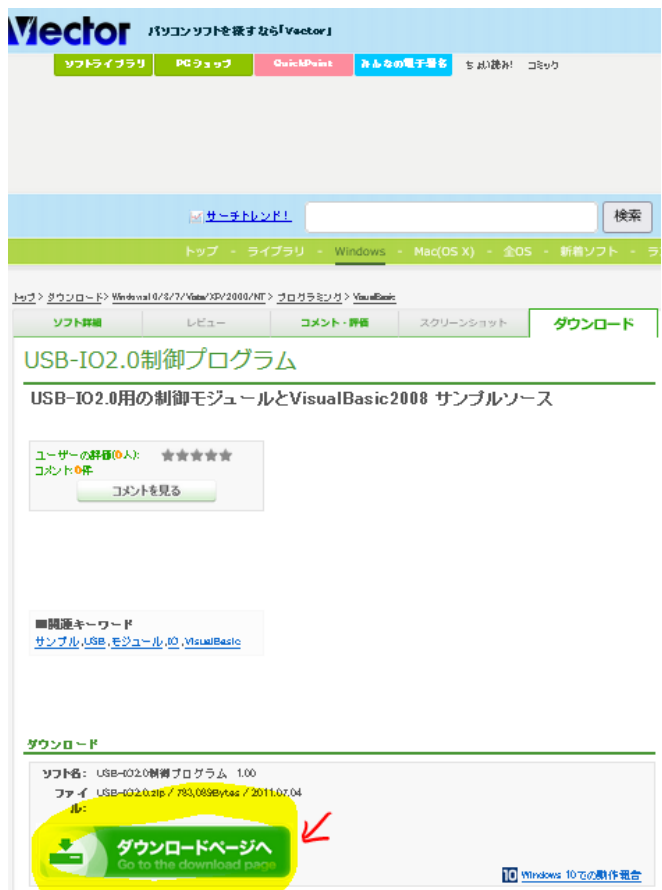 Vector パソコンソフトを探すなら「Vector」
ソフトライブラリ PCショップ QuickPoint みんなの電子署名 ちょい読み! コミック
サーチトレンド! 検索
トップ - ライブラリ - Windows - Mac(OS X) - 全OS - 新着ソフト - ラ
トップ > ダウンロード > Windows10/8/7/Vista/XP/2000/NT > プログラミング > VisualBasic
ソフト詳細 レビュー コメント・評価 スクリーンショット ダウンロード
USB-IO2.0制御プログラム
USB-IO2.0用の制御モジュールとVisualBasic2008 サンプルソース
ユーザーの評価(0人): ★★★★★
コメント:0件
コメントを見る
■関連キーワード
サンプル,USB,モジュール,IO,VisualBasic
ダウンロード
ソフト名: USB-IO2.0制御プログラム 1.00
ファイ USB-IO2.0.zip / 783,089Bytes / 2011.07.04
ル:
ダウンロードページへ
Go to the download page
10 Windows 10での動作報告